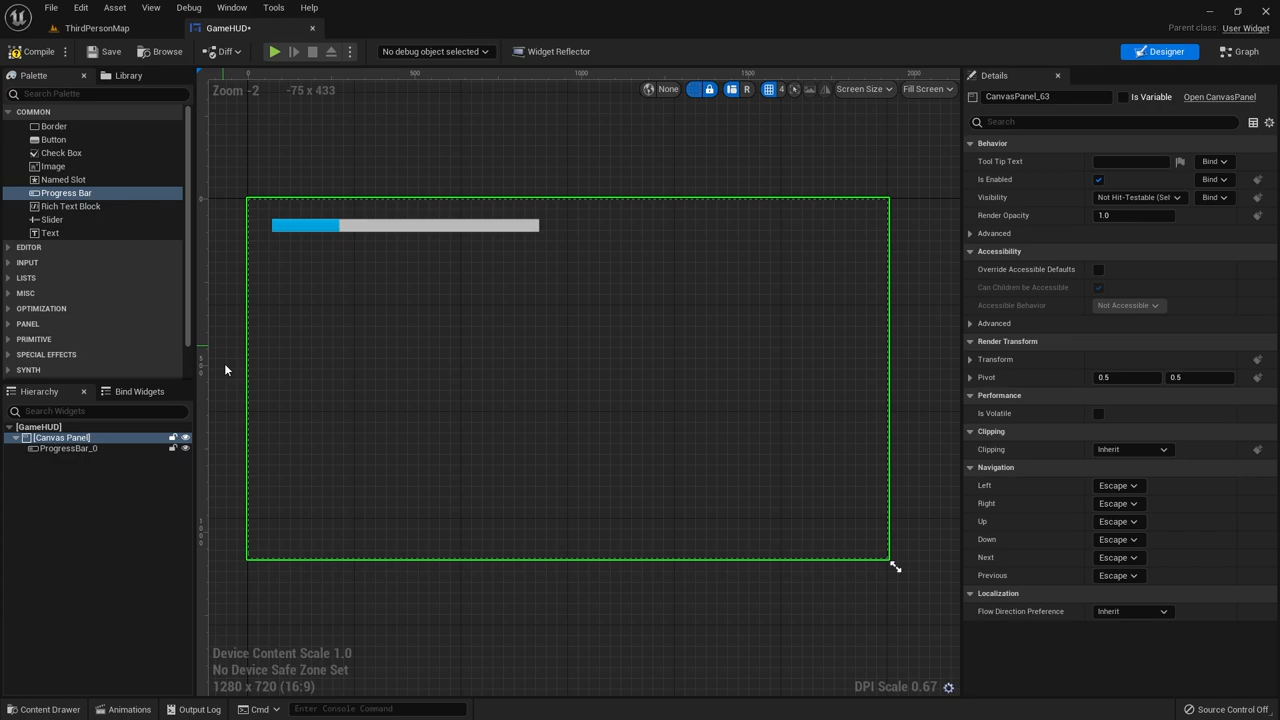 File Edit Asset View Debug Window Tools Help
ThirdPersonMap GameHUD•
Parent class: User Widget
Compile Save Browse Diff No debug object selected Widget Reflector Designer Graph
Palette Library
Search Palette
COMMON
Border
Button
Check Box
Image
Named Slot
Progress Bar
Rich Text Block
Slider
Text
EDITOR
INPUT
LISTS
MISC
OPTIMIZATION
PANEL
PRIMITIVE
SPECIAL EFFECTS
SYNTH
Hierarchy Bind Widgets
Search Widgets
[GameHUD]
[Canvas Panel]
ProgressBar_0
0 500 1000 1500 2000
Zoom -2 -75 x 433 None R 4 Screen Size Fill Screen
0
500
1000
Device Content Scale 1.0
No Device Safe Zone Set
1280 x 720 (16:9)
DPI Scale 0.67
Details
CanvasPanel_63 Is Variable Open CanvasPanel
Search
Behavior
Tool Tip Text Bind
Is Enabled Bind
Visibility Not Hit-Testable (Sel Bind
Render Opacity 1.0
Advanced
Accessibility
Override Accessible Defaults
Can Children be Accessible
Accessible Behavior Not Accessible
Advanced
Render Transform
Transform
Pivot 0.5 0.5
Performance
Is Volatile
Clipping
Clipping Inherit
Navigation
Left Escape
Right Escape
Up Escape
Down Escape
Next Escape
Previous Escape
Localization
Flow Direction Preference Inherit
Content Drawer Animations Output Log Cmd Enter Console Command Source Control Off